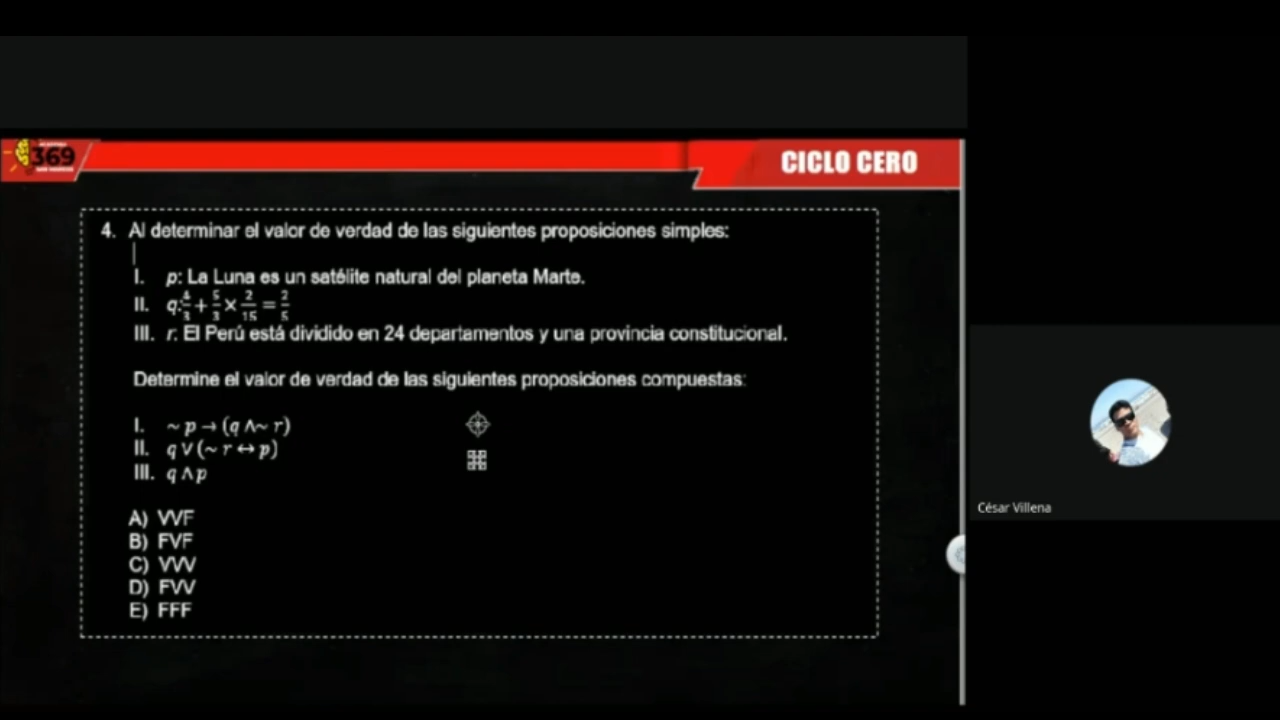 369
CICLO CERO
4. Al determinar el valor de verdad de las siguientes proposiciones simples:
I. p: La Luna es un satélite natural del planeta Marte.
II. q: 4/3 + 5/3 × 2/15 = 2/5
III. r: El Perú está dividido en 24 departamentos y una provincia constitucional.
Determine el valor de verdad de las siguientes proposiciones compuestas:
I. ~ p → (q ∧ ~ r)
II. q ∨ (~ r ↔ p)
III. q ∧ p
A) VVF
B) FVF
C) VVV
D) FVV
E) FFF
César Villena